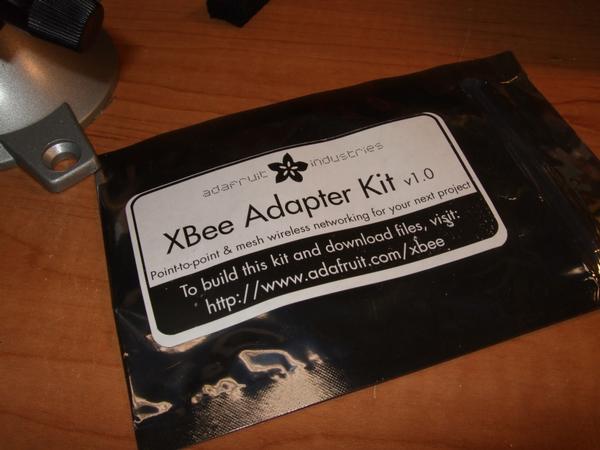 adafruit industries
XBee Adapter Kit v1.0
Point-to-point & mesh wireless networking for your next project
To build this kit and download files, visit:
http://www.adafruit.com/xbee